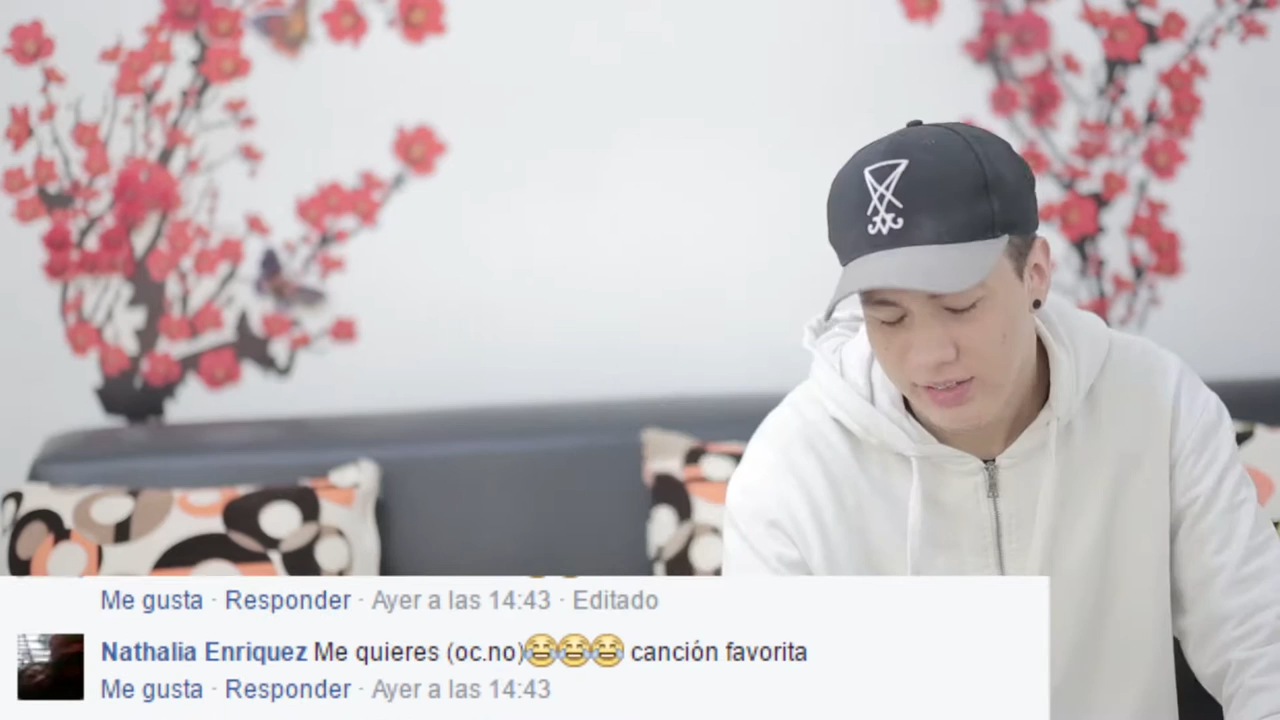 Me gusta · Responder · Ayer a las 14:43 · Editado
Nathalia Enriquez Me quieres (oc.no)😂😂😂 canción favorita
Me gusta · Responder · Ayer a las 14:43